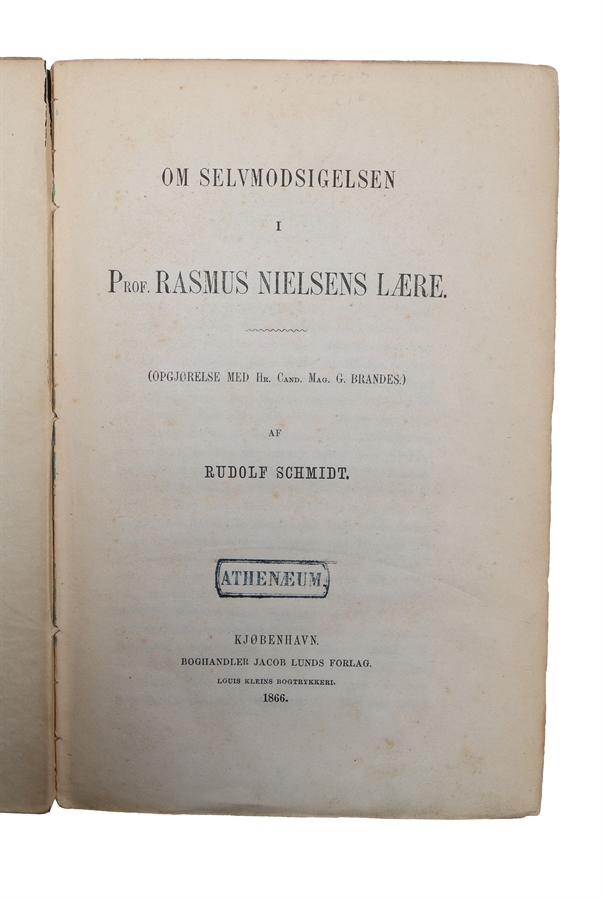 OM SELVMODSIGELSEN
I
PROF. RASMUS NIELSENS LÆRE.
(OPGJØRELSE MED HR. CAND. MAG. G. BRANDES.)
AF
RUDOLF SCHMIDT.
ATHENÆUM.
KJØBENHAVN.
BOGHANDLER JACOB LUNDS FORLAG.
LOUIS KLEINS BOGTRYKKERI.
1866.